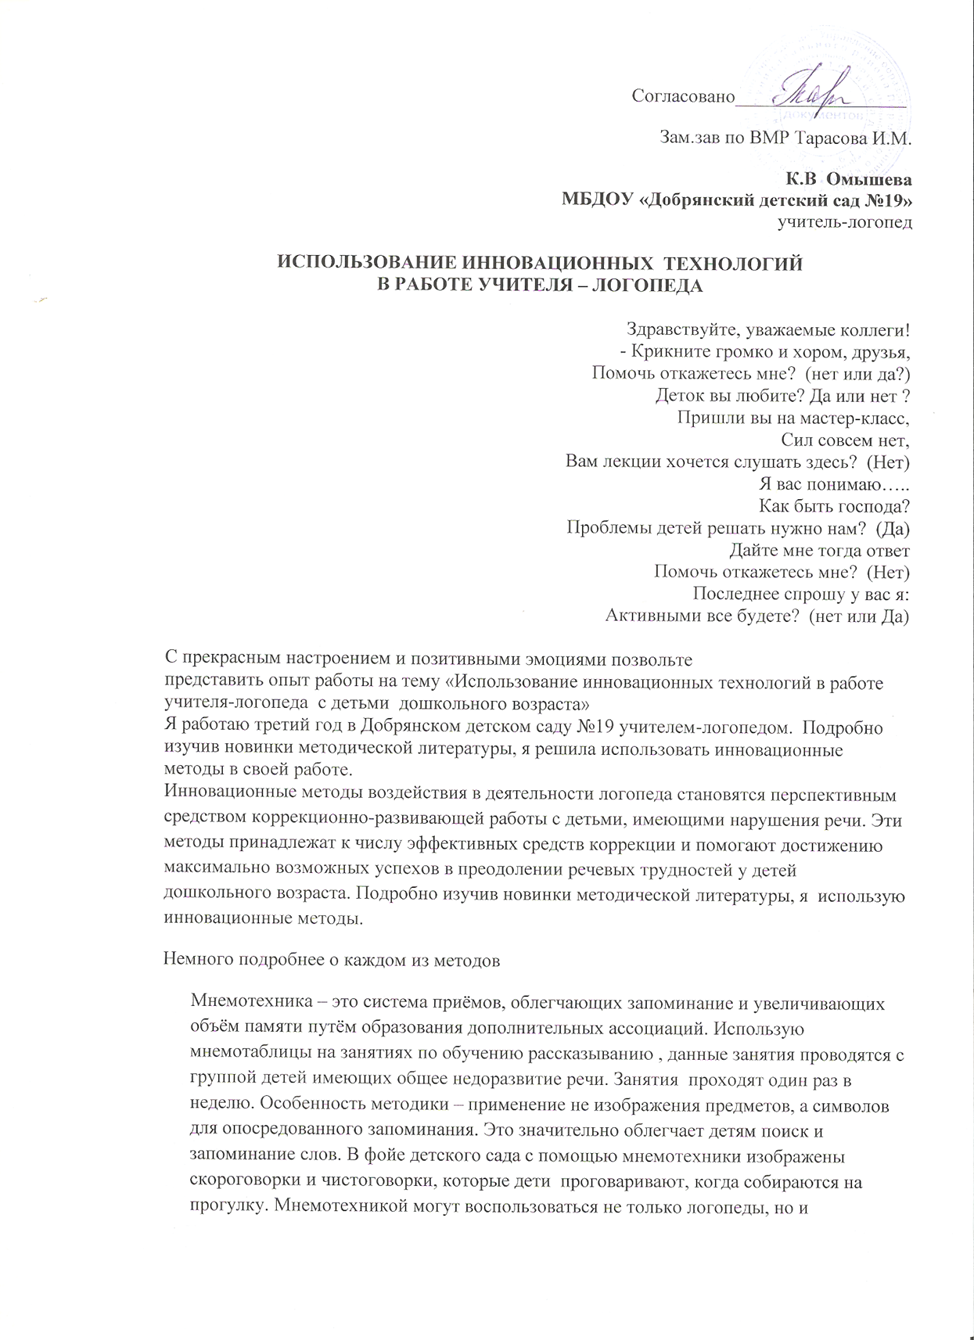 Согласовано
документов
Зам.зав по ВМР Тарасова И.М.
К.В  Омышева
МБДОУ «Добрянский детский сад №19»
учитель-логопед
ИСПОЛЬЗОВАНИЕ ИННОВАЦИОННЫХ  ТЕХНОЛОГИЙ
В РАБОТЕ УЧИТЕЛЯ – ЛОГОПЕДА
Здравствуйте, уважаемые коллеги!
- Крикните громко и хором, друзья,
Помочь откажетесь мне?  (нет или да?)
Деток вы любите? Да или нет ?
Пришли вы на мастер-класс,
Сил совсем нет,
Вам лекции хочется слушать здесь?  (Нет)
Я вас понимаю…..
Как быть господа?
Проблемы детей решать нужно нам?  (Да)
Дайте мне тогда ответ
Помочь откажетесь мне?  (Нет)
Последнее спрошу у вас я:
Активными все будете?  (нет или Да)
С прекрасным настроением и позитивными эмоциями позвольте
представить опыт работы на тему «Использование инновационных технологий в работе
учителя-логопеда  с детьми  дошкольного возраста»
Я работаю третий год в Добрянском детском саду №19 учителем-логопедом.  Подробно
изучив новинки методической литературы, я решила использовать инновационные
методы в своей работе.
Инновационные методы воздействия в деятельности логопеда становятся перспективным
средством коррекционно-развивающей работы с детьми, имеющими нарушения речи. Эти
методы принадлежат к числу эффективных средств коррекции и помогают достижению
максимально возможных успехов в преодолении речевых трудностей у детей
дошкольного возраста. Подробно изучив новинки методической литературы, я  использую
инновационные методы.
Немного подробнее о каждом из методов
Мнемотехника – это система приёмов, облегчающих запоминание и увеличивающих
объём памяти путём образования дополнительных ассоциаций. Использую
мнемотаблицы на занятиях по обучению рассказыванию , данные занятия проводятся с
группой детей имеющих общее недоразвитие речи. Занятия  проходят один раз в
неделю. Особенность методики – применение не изображения предметов, а символов
для опосредованного запоминания. Это значительно облегчает детям поиск и
запоминание слов. В фойе детского сада с помощью мнемотехники изображены
скороговорки и чистоговорки, которые дети  проговаривают, когда собираются на
прогулку. Мнемотехникой могут воспользоваться не только логопеды, но и